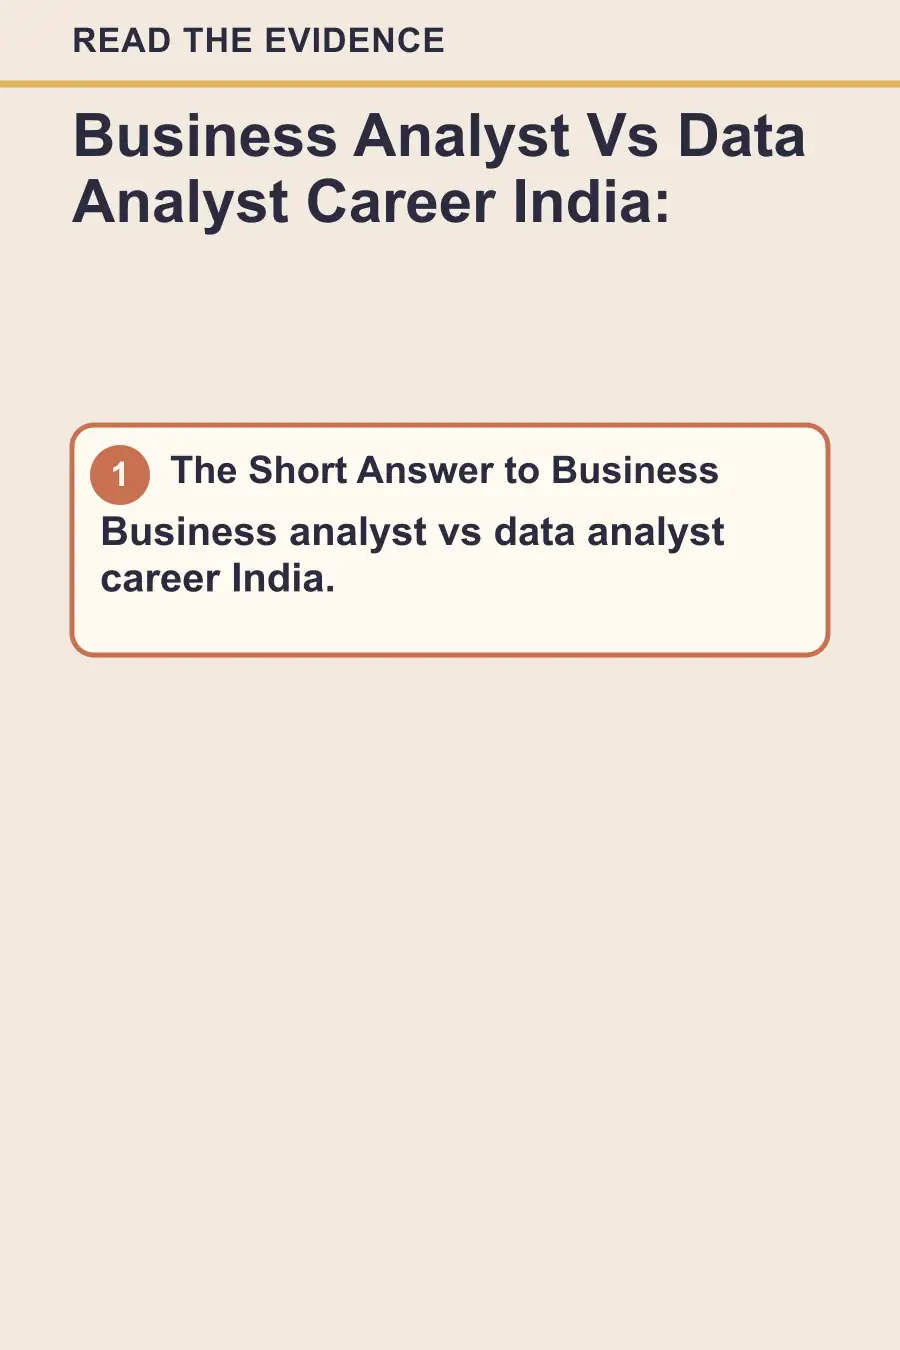 READ THE EVIDENCE
Business Analyst Vs Data
Analyst Career India:
1 The Short Answer to Business
Business analyst vs data analyst
career India.